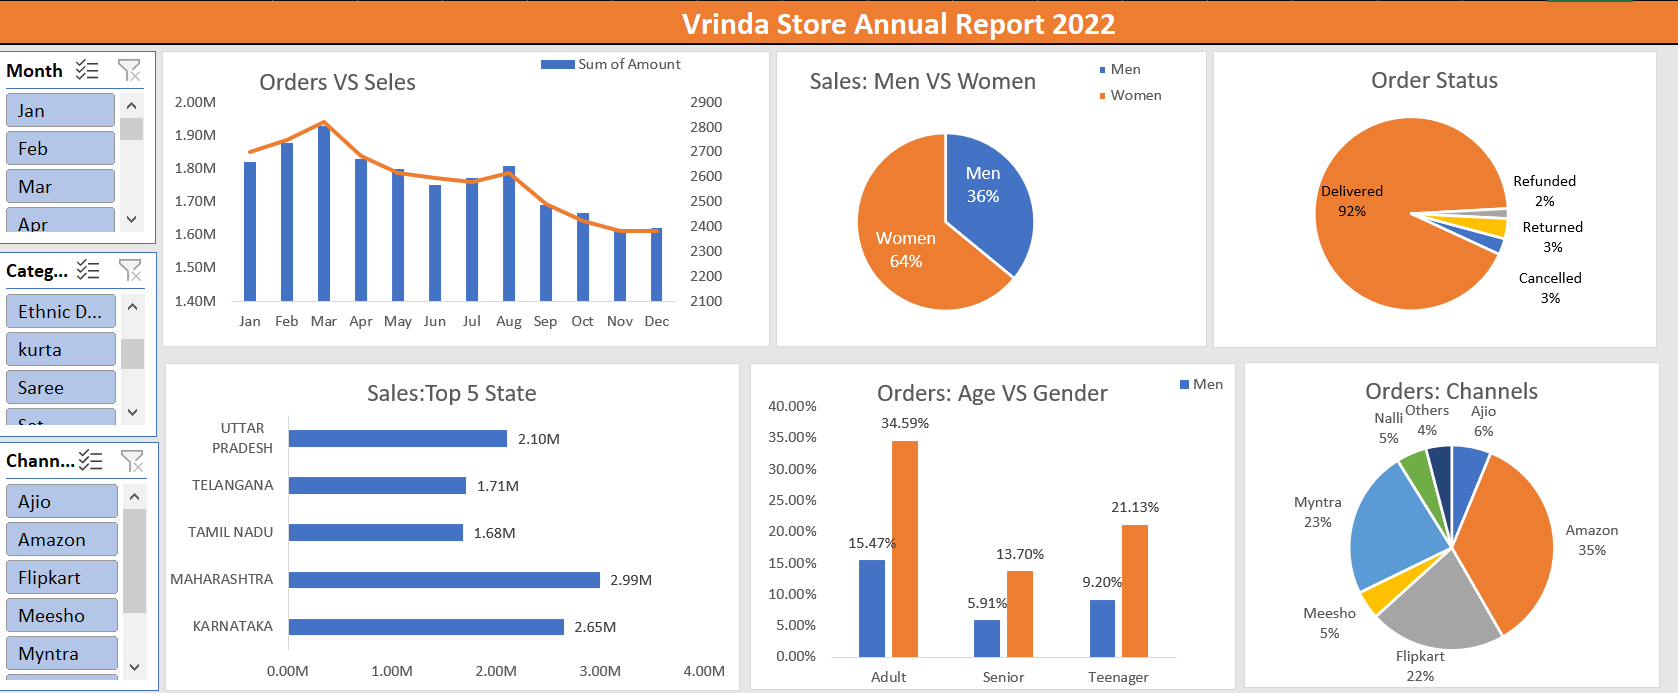 Vrinda Store Annual Report 2022
Month
Jan
Feb
Mar
Apr
Categ...
Ethnic D...
kurta
Saree
Set
Chann...
Ajio
Amazon
Flipkart
Meesho
Myntra
Orders VS Seles
Sum of Amount
2.00M
1.90M
1.80M
1.70M
1.60M
1.50M
1.40M
2900
2800
2700
2600
2500
2400
2300
2200
2100
Jan Feb Mar Apr May Jun Jul Aug Sep Oct Nov Dec
Sales: Men VS Women
Men
Women
Men
36%
Women
64%
Order Status
Delivered
92%
Refunded
2%
Returned
3%
Cancelled
3%
Sales:Top 5 State
UTTAR
PRADESH
2.10M
TELANGANA
1.71M
TAMIL NADU
1.68M
MAHARASHTRA
2.99M
KARNATAKA
2.65M
0.00M 1.00M 2.00M 3.00M 4.00M
Orders: Age VS Gender
Men
40.00%
35.00%
30.00%
25.00%
20.00%
15.00%
10.00%
5.00%
0.00%
15.47%
34.59%
5.91%
13.70%
9.20%
21.13%
Adult Senior Teenager
Orders: Channels
Nalli
5%
Others
4%
Ajio
6%
Myntra
23%
Amazon
35%
Meesho
5%
Flipkart
22%